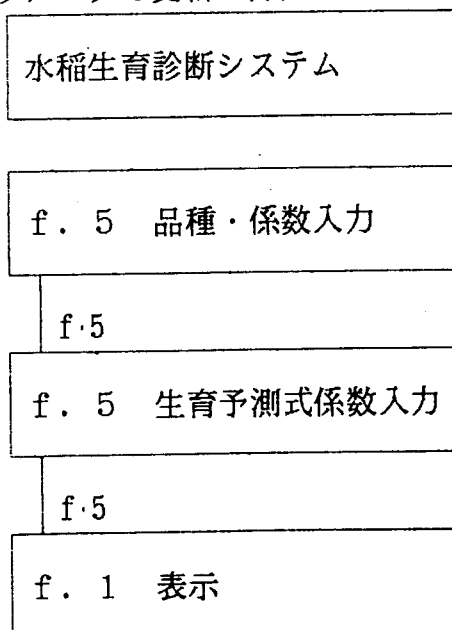 水稲生育診断システム
f. 5 品種・係数入力
f・5
f. 5 生育予測式係数入力
f・5
f. 1 表示